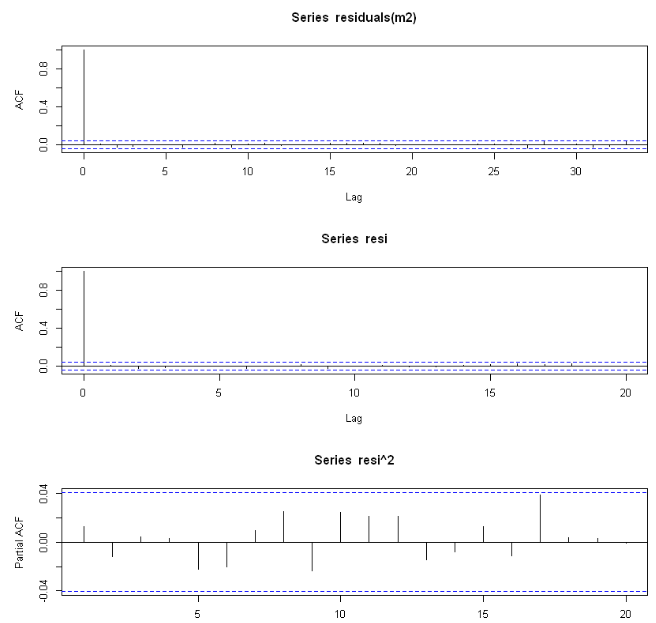 Series residuals(m2)
ACF
0.8
0.4
0.0
0 5 10 15 20 25 30
Lag
Series resi
ACF
0.8
0.4
0.0
0 5 10 15 20
Lag
Series resi^2
Partial ACF
0.04
0.00
-0.04
5 10 15 20